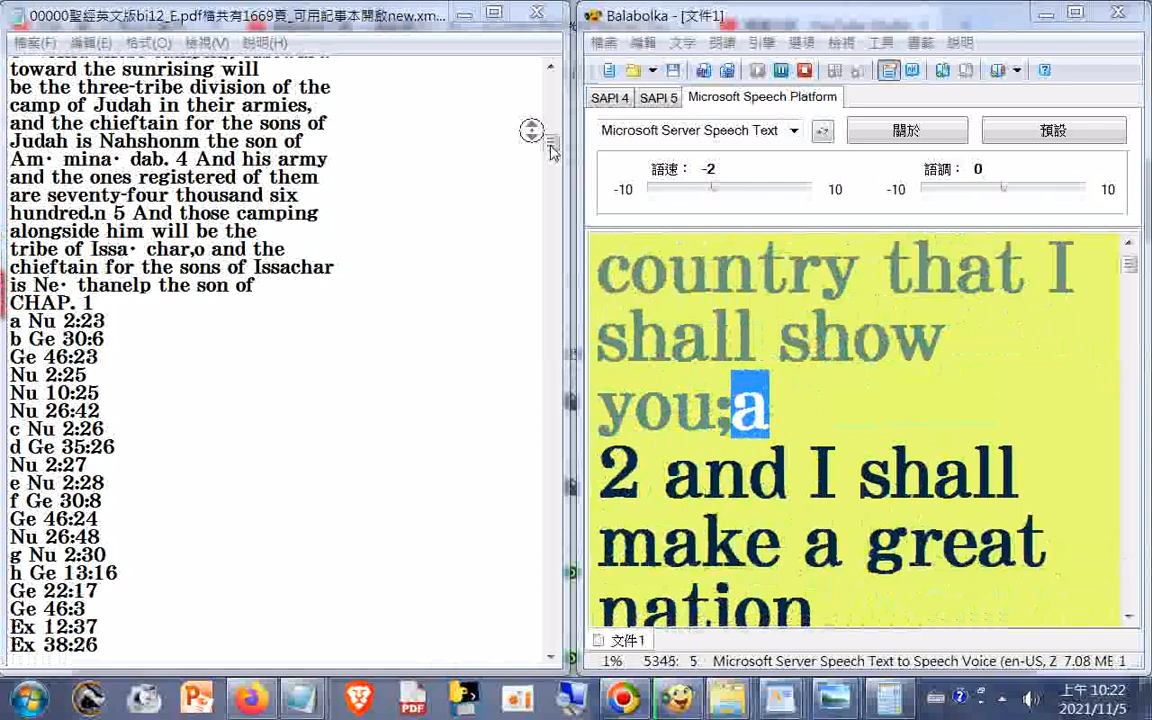 00000聖經英文版bi12_E.pdf檔共有1669頁_可用記事本開啟new.xm...
檔案(F) 編輯(E) 格式(O) 檢視(V) 說明(H)
toward the sunrising will
be the three-tribe division of the
camp of Judah in their armies,
and the chieftain for the sons of
Judah is Nahshonm the son of
Am· mina· dab. 4 And his army
and the ones registered of them
are seventy-four thousand six
hundred.n 5 And those camping
alongside him will be the
tribe of Issa· char,o and the
chieftain for the sons of Issachar
is Ne· thanelp the son of
CHAP. 1
a Nu 2:23
b Ge 30:6
Ge 46:23
Nu 2:25
Nu 10:25
Nu 26:42
c Nu 2:26
d Ge 35:26
Nu 2:27
e Nu 2:28
f Ge 30:8
Ge 46:24
Nu 26:48
g Nu 2:30
h Ge 13:16
Ge 22:17
Ge 46:3
Ex 12:37
Ex 38:26
Balabolka - [文件1]
檔案 編輯 文字 朗讀 引擎 選項 檢視 工具 書籤 說明
SAPI 4 SAPI 5 Microsoft Speech Platform
Microsoft Server Speech Text 關於 預設
語速： -2 語調： 0
-10 10 -10 10
country that I
shall show
you;a
2 and I shall
make a great
nation
文件1
1% 5345: 5 Microsoft Server Speech Text to Speech Voice (en-US, Z 7.08 ME 1
上午 10:22
2021/11/5